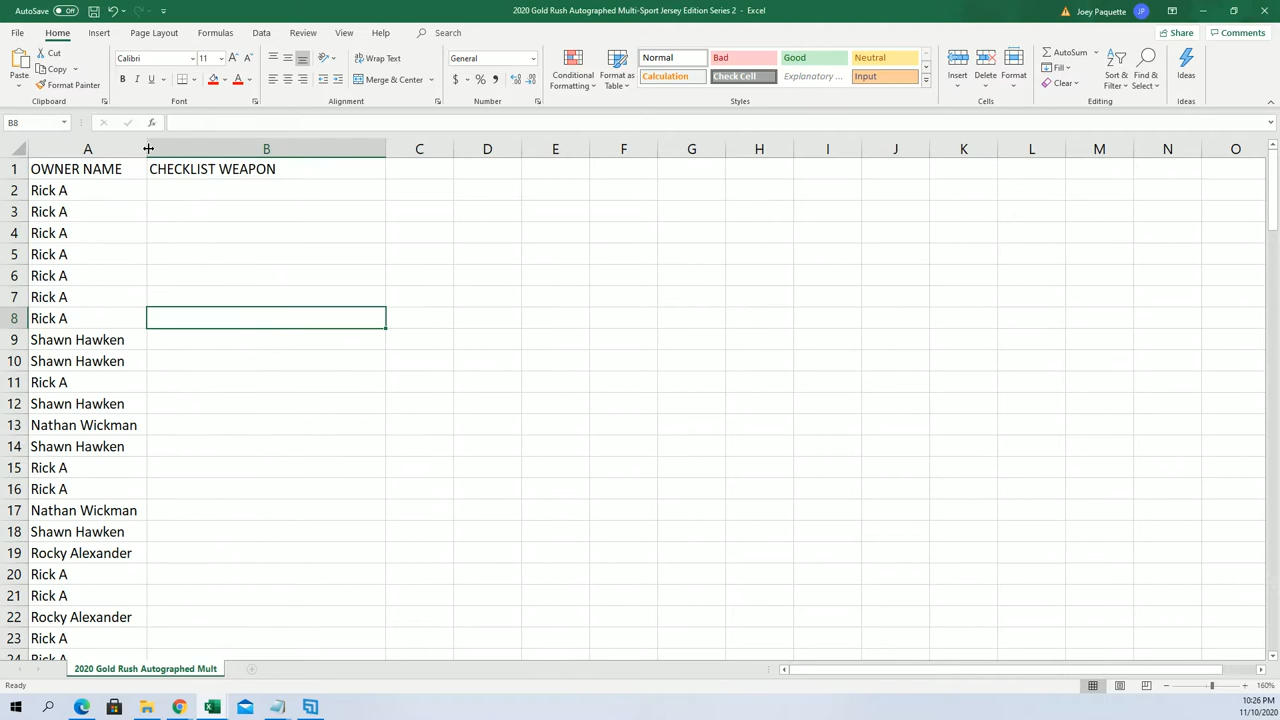 AutoSave Off 2020 Gold Rush Autographed Multi-Sport Jersey Edition Series 2 - Excel Joey Paquette JP
File Home Insert Page Layout Formulas Data Review View Help Search Share Comments
Paste Cut Copy Format Painter Clipboard
Calibri 11 A A B I U A Font
Wrap Text Merge & Center Alignment
General $ % Number
Conditional Formatting Format as Table
Normal Bad Good Neutral
Calculation Check Cell Explanatory ... Input
Styles
Insert Delete Format Cells
AutoSum Fill Clear Sort & Filter Find & Select Editing
Ideas Ideas
B8 fx
A B C D E F G H I J K L M N O
1 OWNER NAME CHECKLIST WEAPON
2 Rick A
3 Rick A
4 Rick A
5 Rick A
6 Rick A
7 Rick A
8 Rick A
9 Shawn Hawken
10 Shawn Hawken
11 Rick A
12 Shawn Hawken
13 Nathan Wickman
14 Shawn Hawken
15 Rick A
16 Rick A
17 Nathan Wickman
18 Shawn Hawken
19 Rocky Alexander
20 Rick A
21 Rick A
22 Rocky Alexander
23 Rick A
24 Rick A
2020 Gold Rush Autographed Mult
Ready 160%
10:26 PM
11/10/2020